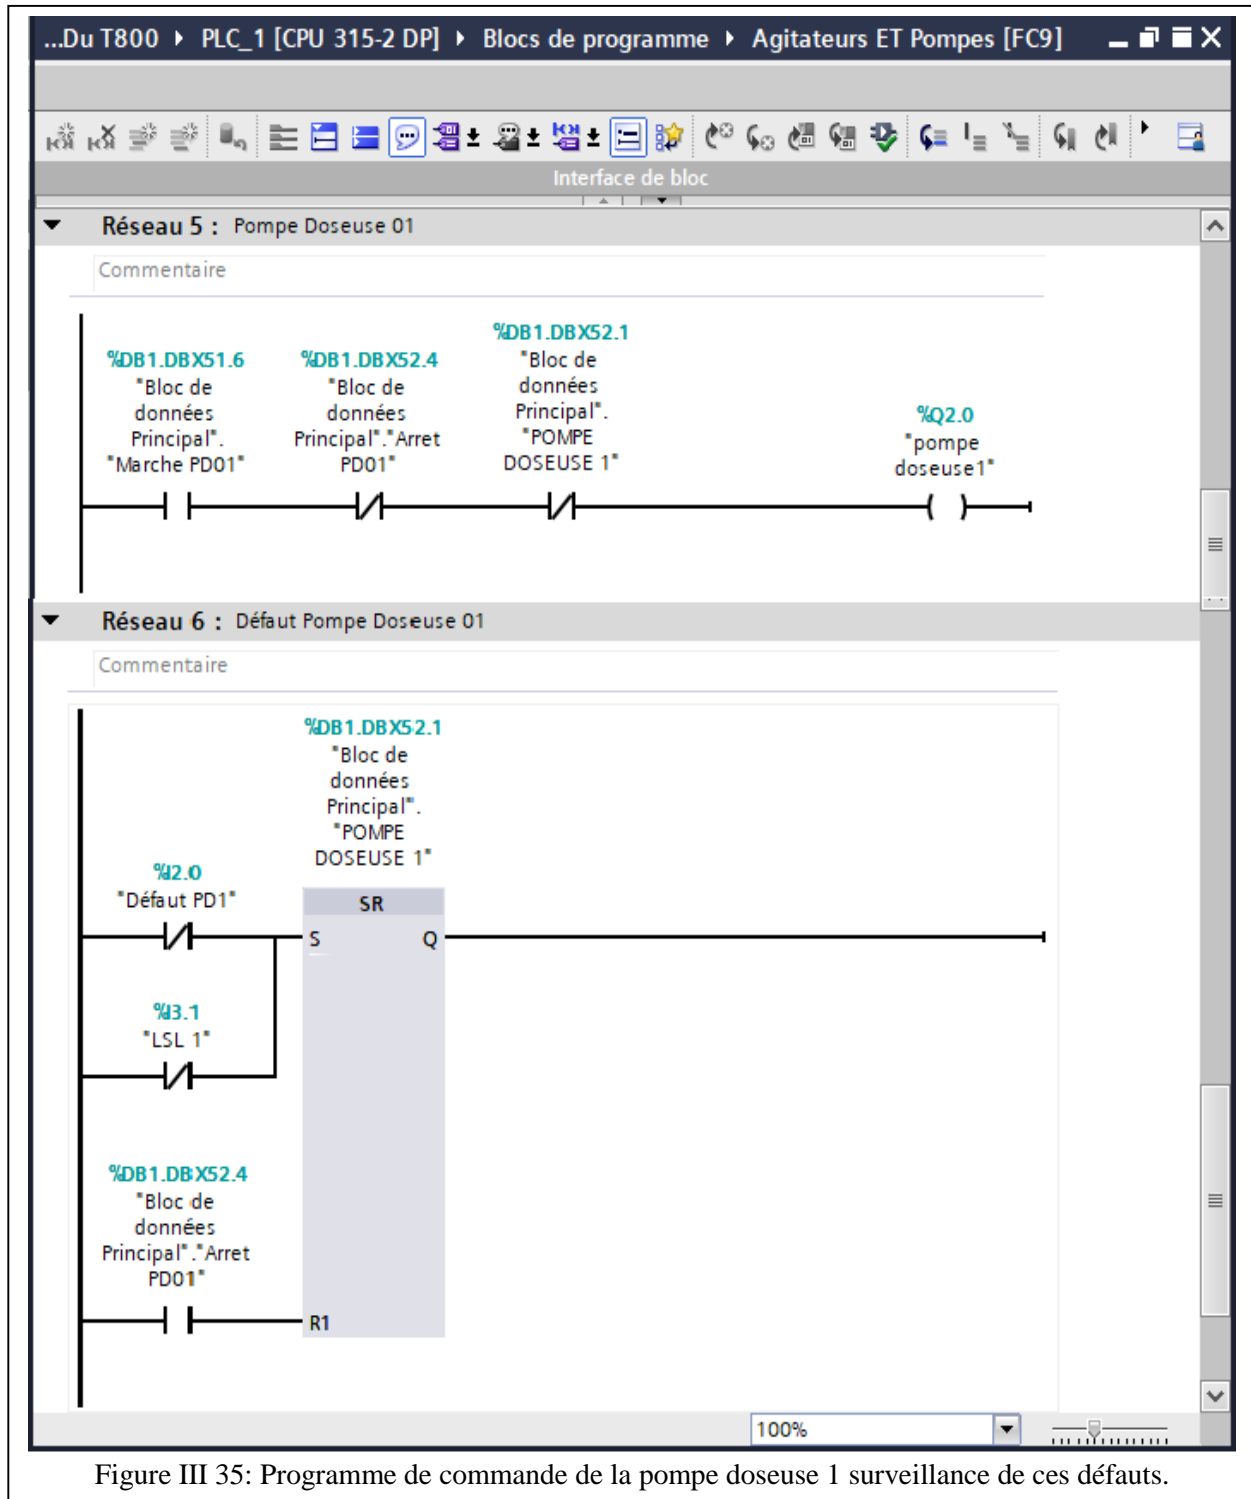 ...Du T800 ▸ PLC_1 [CPU 315-2 DP] ▸ Blocs de programme ▸ Agitateurs ET Pompes [FC9]
Interface de bloc
Réseau 5 : Pompe Doseuse 01
Commentaire
%DB1.DBX51.6
"Bloc de
données
Principal".
"Marche PD01"
%DB1.DBX52.4
"Bloc de
données
Principal"."Arret
PD01"
%DB1.DBX52.1
"Bloc de
données
Principal".
"POMPE
DOSEUSE 1"
%Q2.0
"pompe
doseuse1"
Réseau 6 : Défaut Pompe Doseuse 01
Commentaire
%DB1.DBX52.1
"Bloc de
données
Principal".
"POMPE
DOSEUSE 1"
%I2.0
"Défaut PD1"
SR
S Q
%I3.1
"LSL 1"
%DB1.DBX52.4
"Bloc de
données
Principal"."Arret
PD01"
R1
100%
Figure III 35: Programme de commande de la pompe doseuse 1 surveillance de ces défauts.